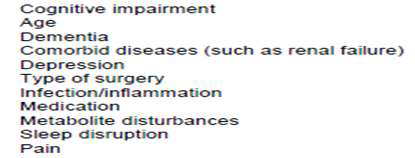 Cognitive impairment
Age
Dementia
Comorbid diseases (such as renal failure)
Depression
Type of surgery
Infection/inflammation
Medication
Metabolite disturbances
Sleep disruption
Pain